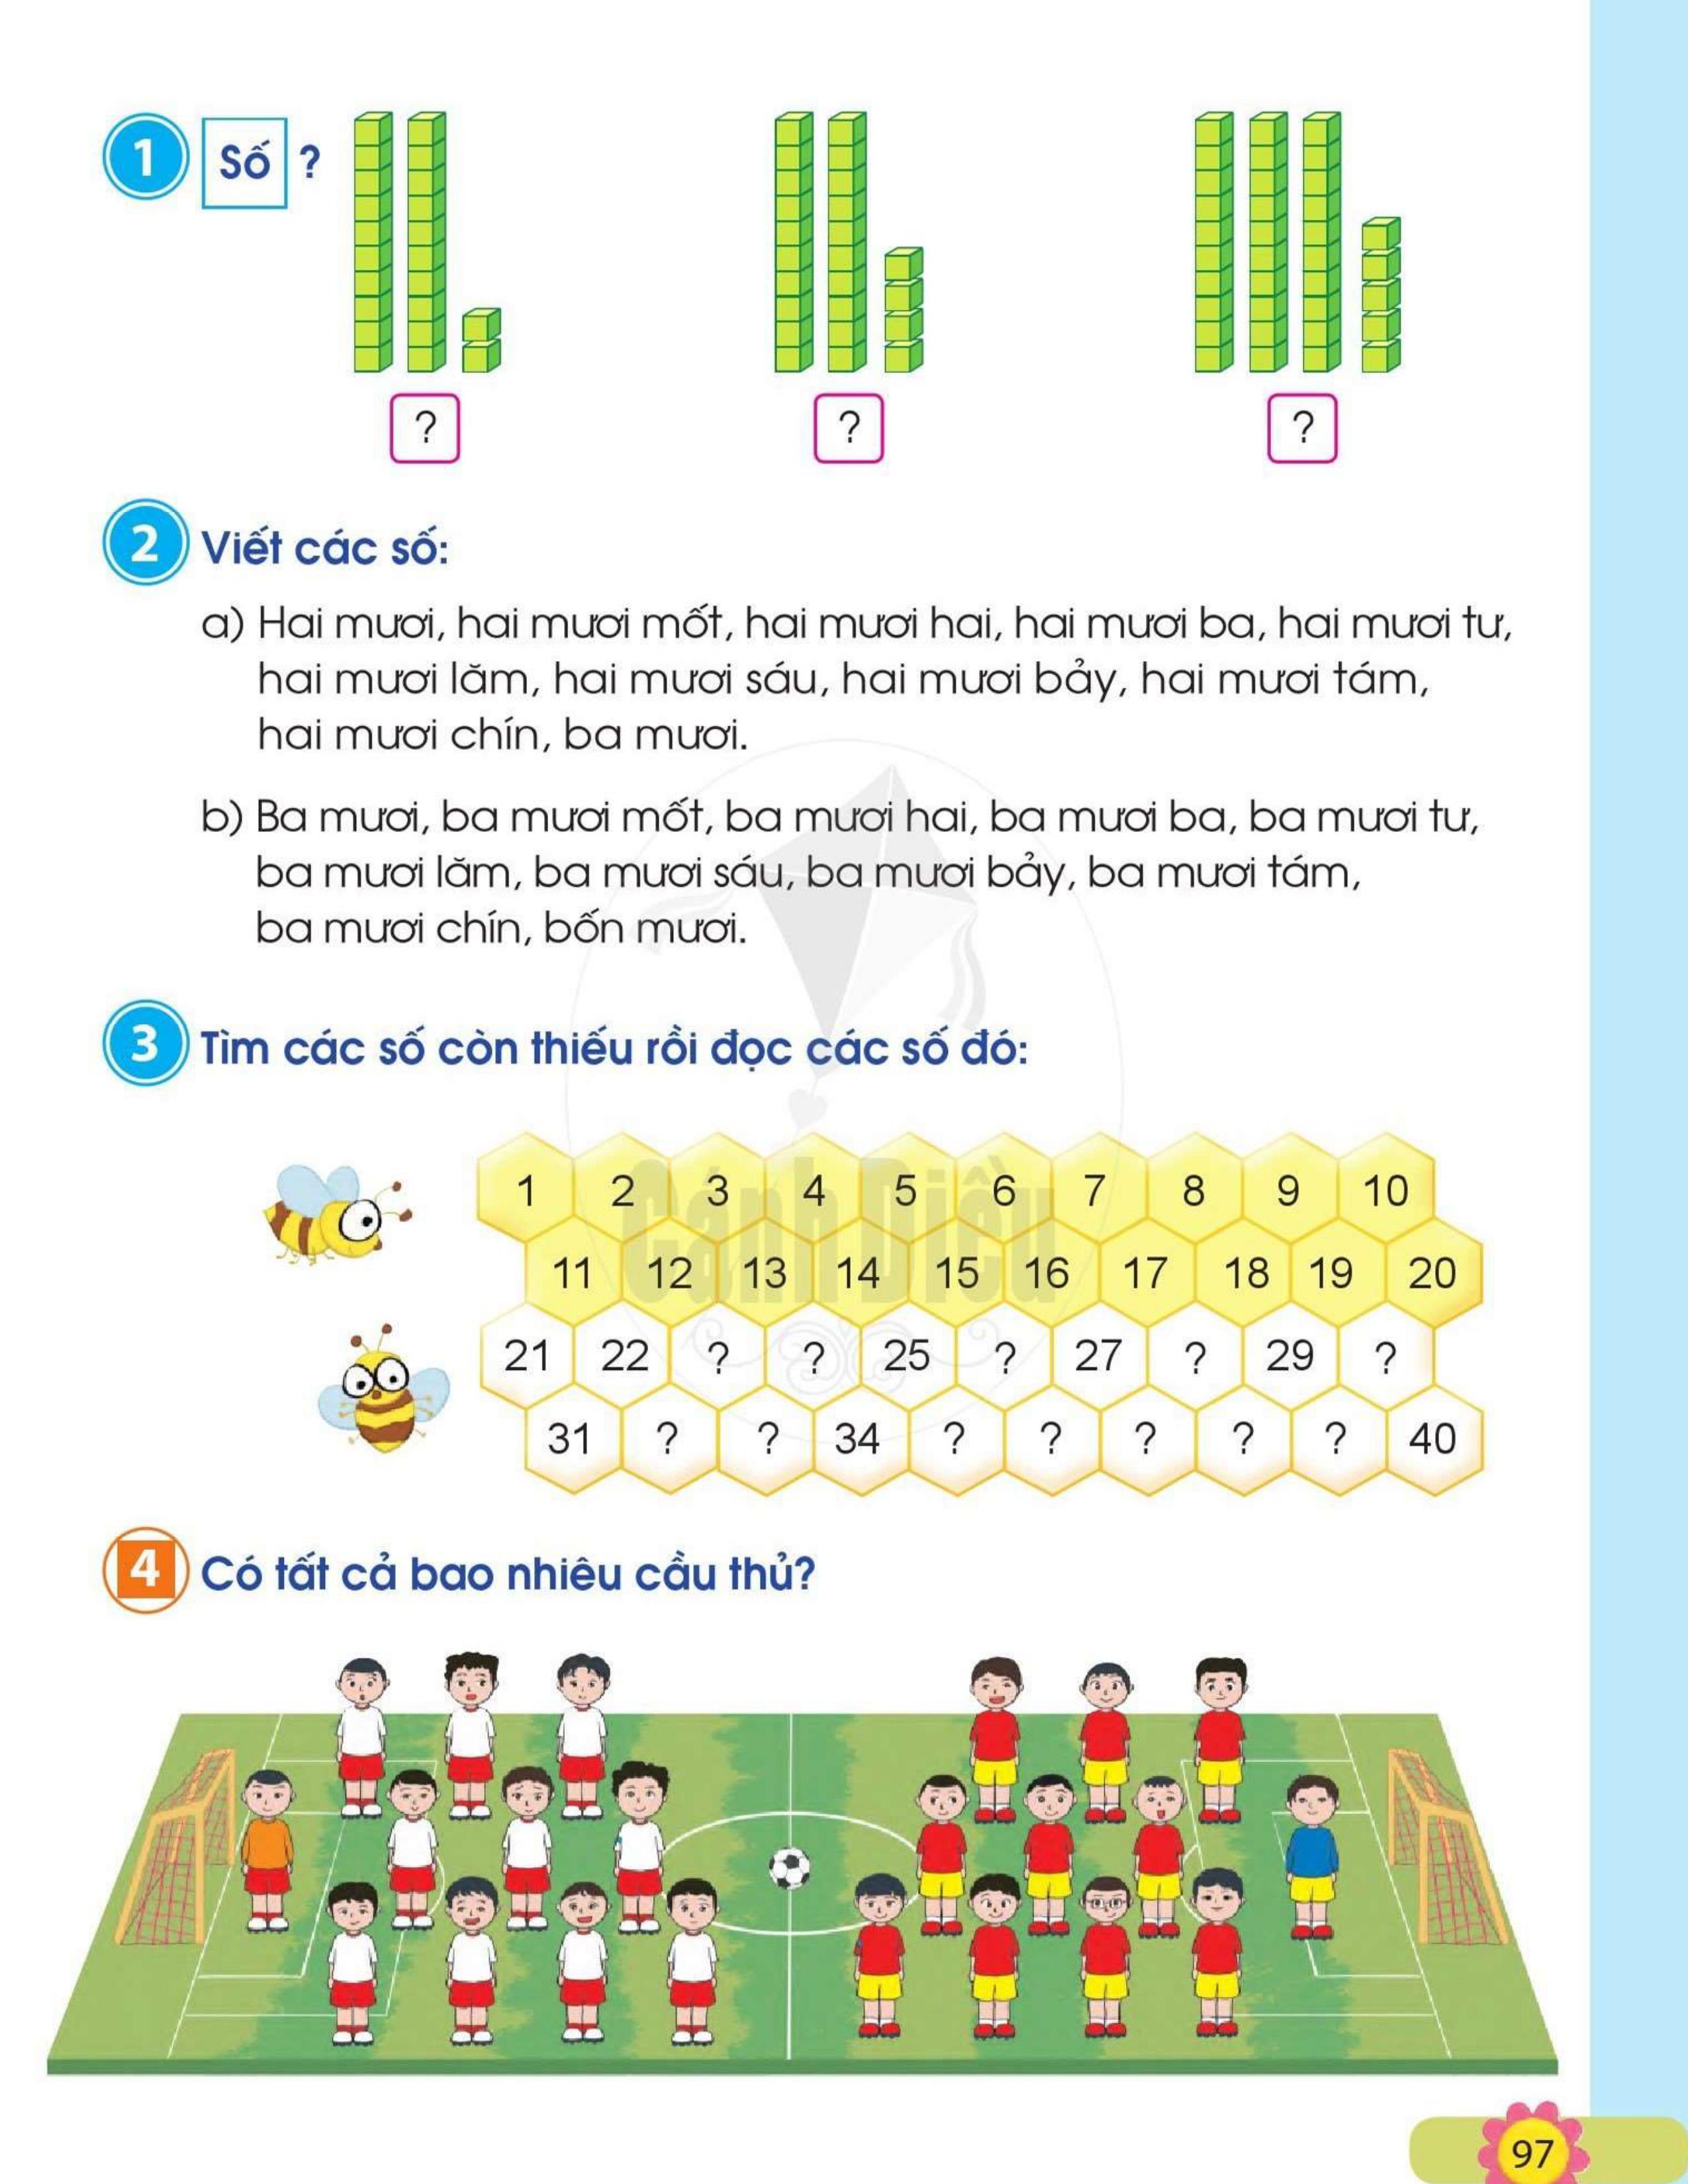 1 Số ?
? ? ?
2 Viết các số:
a) Hai mươi, hai mươi mốt, hai mươi hai, hai mươi ba, hai mươi tư,
hai mươi lăm, hai mươi sáu, hai mươi bảy, hai mươi tám,
hai mươi chín, ba mươi.
b) Ba mươi, ba mươi mốt, ba mươi hai, ba mươi ba, ba mươi tư,
ba mươi lăm, ba mươi sáu, ba mươi bảy, ba mươi tám,
ba mươi chín, bốn mươi.
3 Tìm các số còn thiếu rồi đọc các số đó:
1 2 3 4 5 6 7 8 9 10
11 12 13 14 15 16 17 18 19 20
Cánh Diều
21 22 ? ? 25 ? 27 ? 29 ?
31 ? ? 34 ? ? ? ? ? 40
4 Có tất cả bao nhiêu cầu thủ?
97